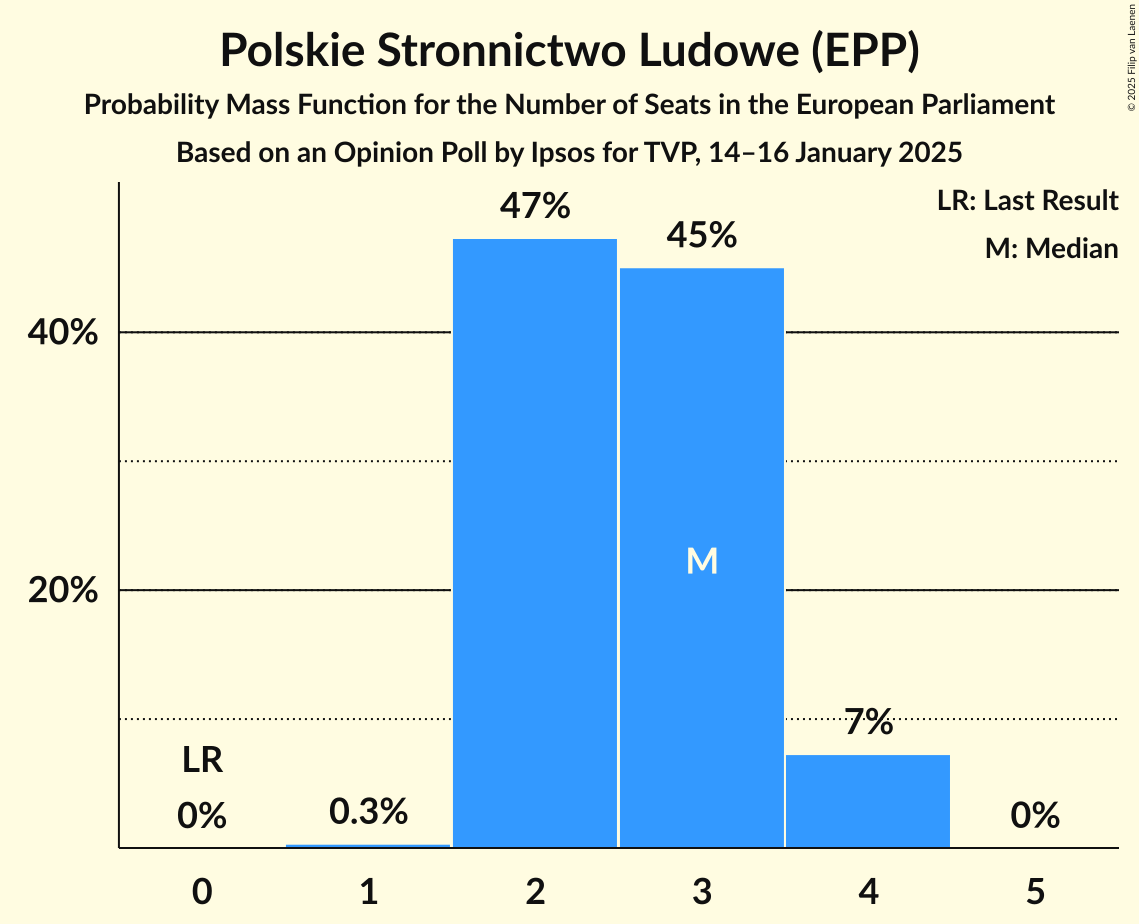 Polskie Stronnictwo Ludowe (EPP)
Probability Mass Function for the Number of Seats in the European Parliament
Based on an Opinion Poll by Ipsos for TVP, 14–16 January 2025
© 2025 Filip van Laenen
LR: Last Result
M: Median
47%
45%
40%
M
20%
7%
LR
0%
0.3%
0%
0 1 2 3 4 5